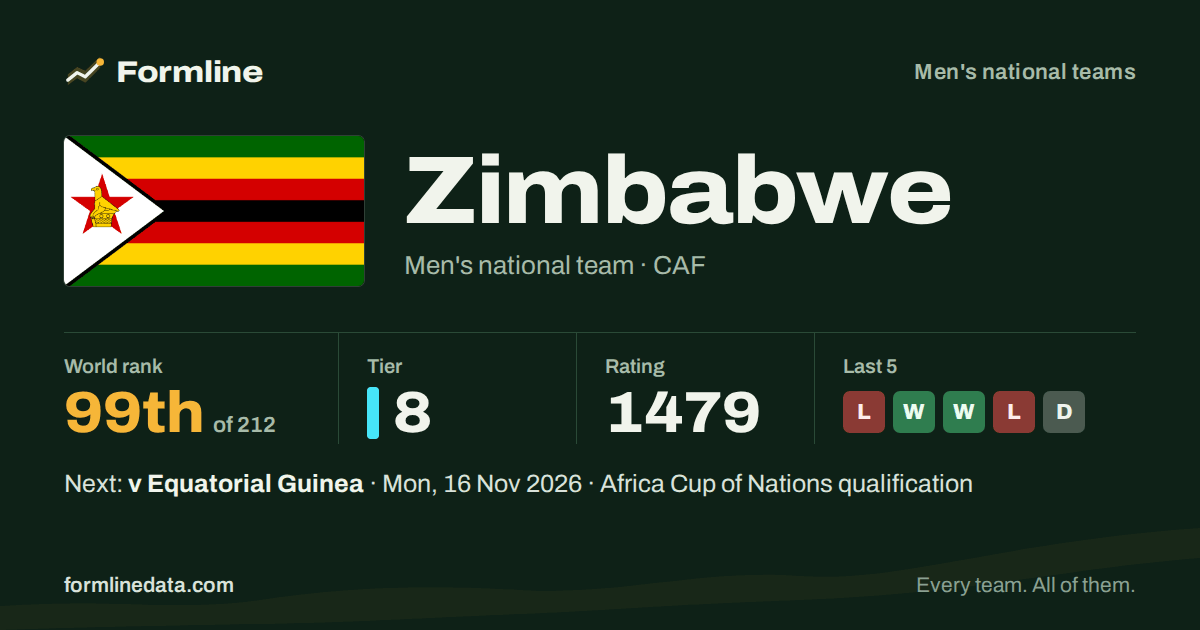 Formline
Men's national teams
Zimbabwe
Men's national team · CAF
World rank
99th of 212
Tier
8
Rating
1479
Last 5
L W W L D
Next: v Equatorial Guinea · Mon, 16 Nov 2026 · Africa Cup of Nations qualification
formlinedata.com
Every team. All of them.